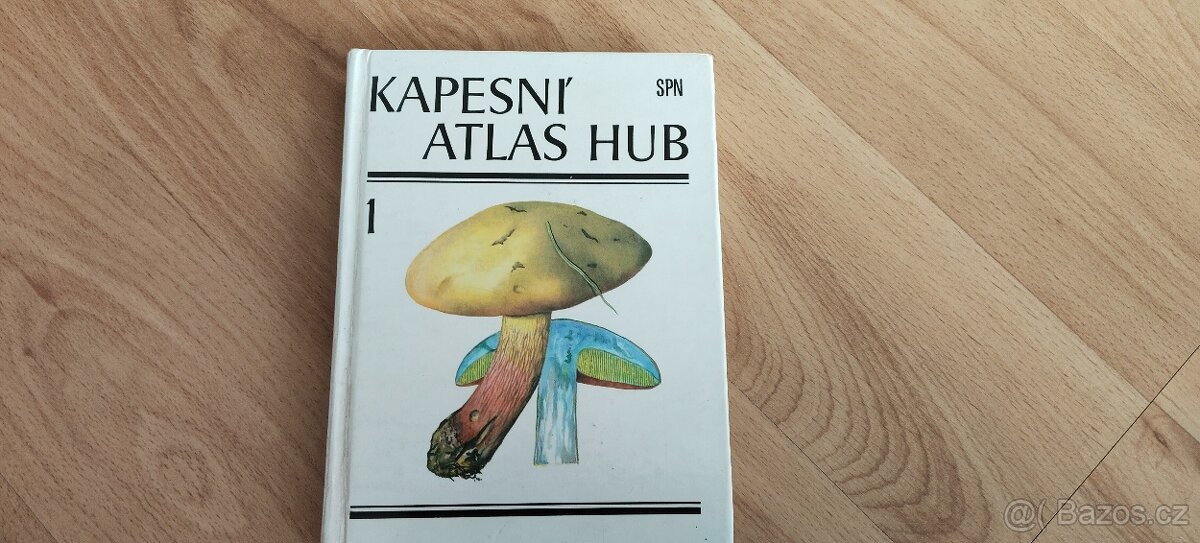 KAPESNÍ
SPN
ATLAS HUB
1
@( Bazos.cz